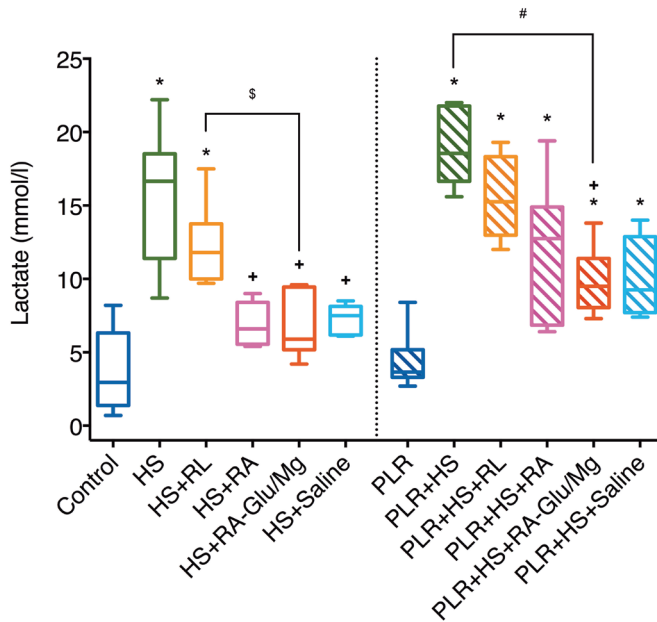 #
25
$
20
15
10
5
0
Lactate (mmol/l)
*
*
+
+
+
*
*
*
+
*
*
Control
HS
HS+RL
HS+RA
HS+RA-Glu/Mg
HS+Saline
PLR
PLR+HS
PLR+HS+RL
PLR+HS+RA
PLR+HS+RA-Glu/Mg
PLR+HS+Saline